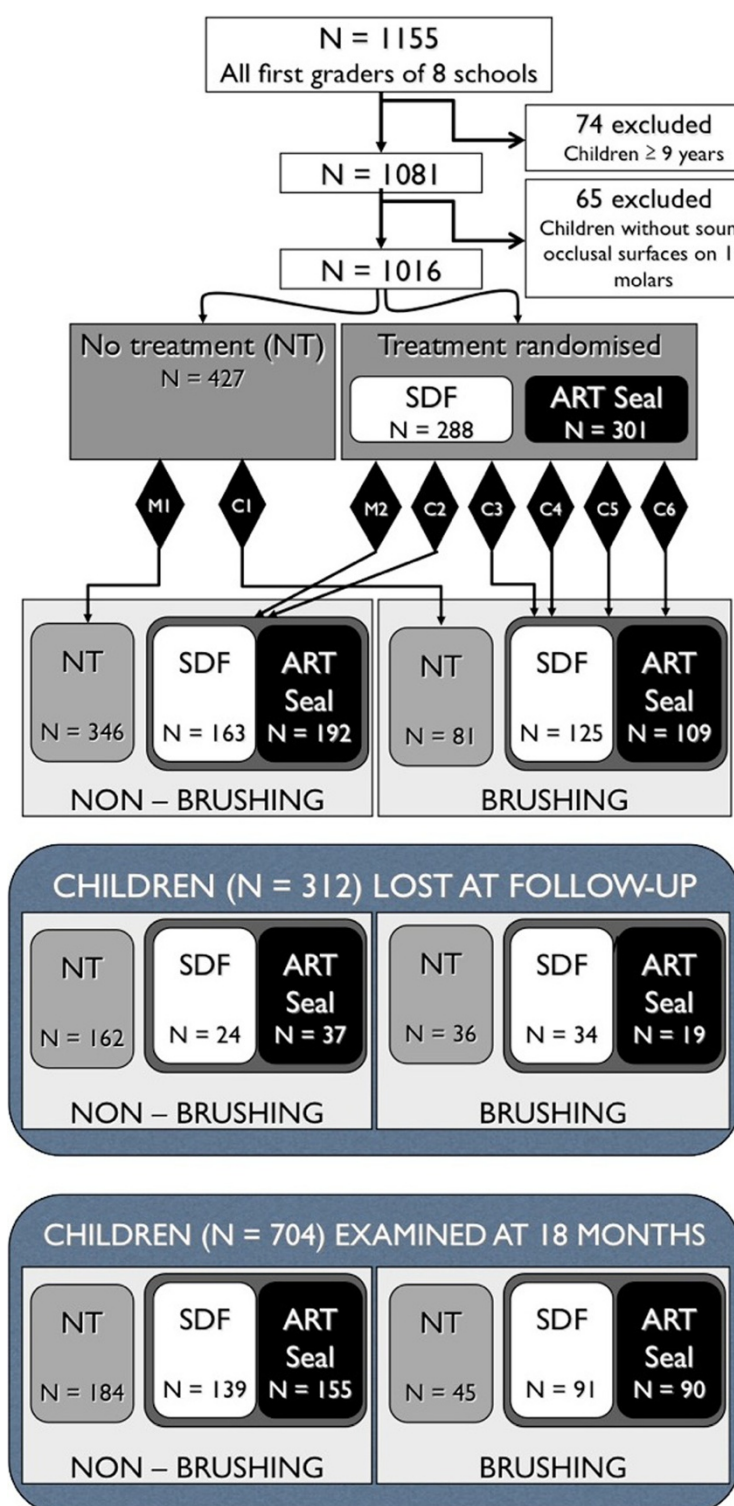 N = 1155
All first graders of 8 schools
74 excluded
Children ≥ 9 years
N = 1081
65 excluded
Children without soun
occlusal surfaces on 1
molars
N = 1016
No treatment (NT)
N = 427
Treatment randomised
SDF
N = 288
ART Seal
N = 301
M1
C1
M2
C2
C3
C4
C5
C6
NT
N = 346
SDF
N = 163
ART
Seal
N = 192
NON – BRUSHING
NT
N = 81
SDF
N = 125
ART
Seal
N = 109
BRUSHING
CHILDREN (N = 312) LOST AT FOLLOW-UP
NT
N = 162
SDF
N = 24
ART
Seal
N = 37
NON – BRUSHING
NT
N = 36
SDF
N = 34
ART
Seal
N = 19
BRUSHING
CHILDREN (N = 704) EXAMINED AT 18 MONTHS
NT
N = 184
SDF
N = 139
ART
Seal
N = 155
NON – BRUSHING
NT
N = 45
SDF
N = 91
ART
Seal
N = 90
BRUSHING